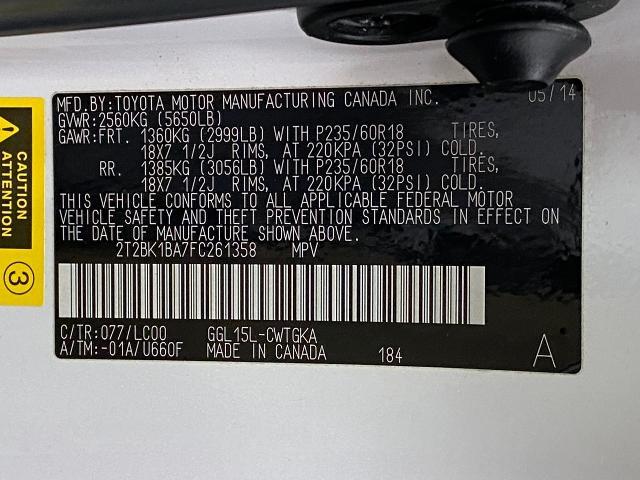 MFD.BY:TOYOTA MOTOR MANUFACTURING CANADA INC. 05/14
GVWR:2560KG (5650LB)
GAWR:FRT. 1360KG (2999LB) WITH P235/60R18 TIRES,
18X7 1/2J RIMS, AT 220KPA (32PSI) COLD.
RR. 1385KG (3056LB) WITH P235/60R18 TIRES,
18X7 1/2J RIMS, AT 220KPA (32PSI) COLD.
THIS VEHICLE CONFORMS TO ALL APPLICABLE FEDERAL MOTOR
VEHICLE SAFETY AND THEFT PREVENTION STANDARDS IN EFFECT ON
THE DATE OF MANUFACTURE SHOWN ABOVE.
2T2BK1BA7FC261358 MPV
C/TR:077/LC00 GGL15L-CWTGKA
A/TM:-01A/U660F MADE IN CANADA 184 A
CAUTION
ATTENTION
3